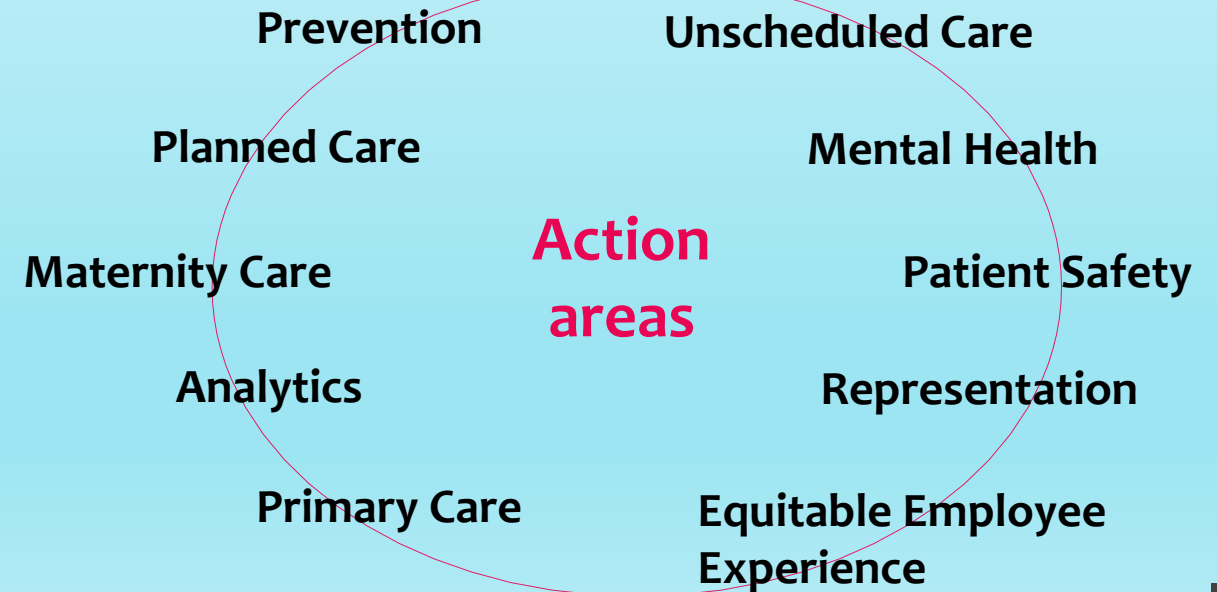 Prevention
Unscheduled Care
Planned Care
Mental Health
Action
areas
Maternity Care
Patient Safety
Analytics
Representation
Primary Care
Equitable Employee
Experience